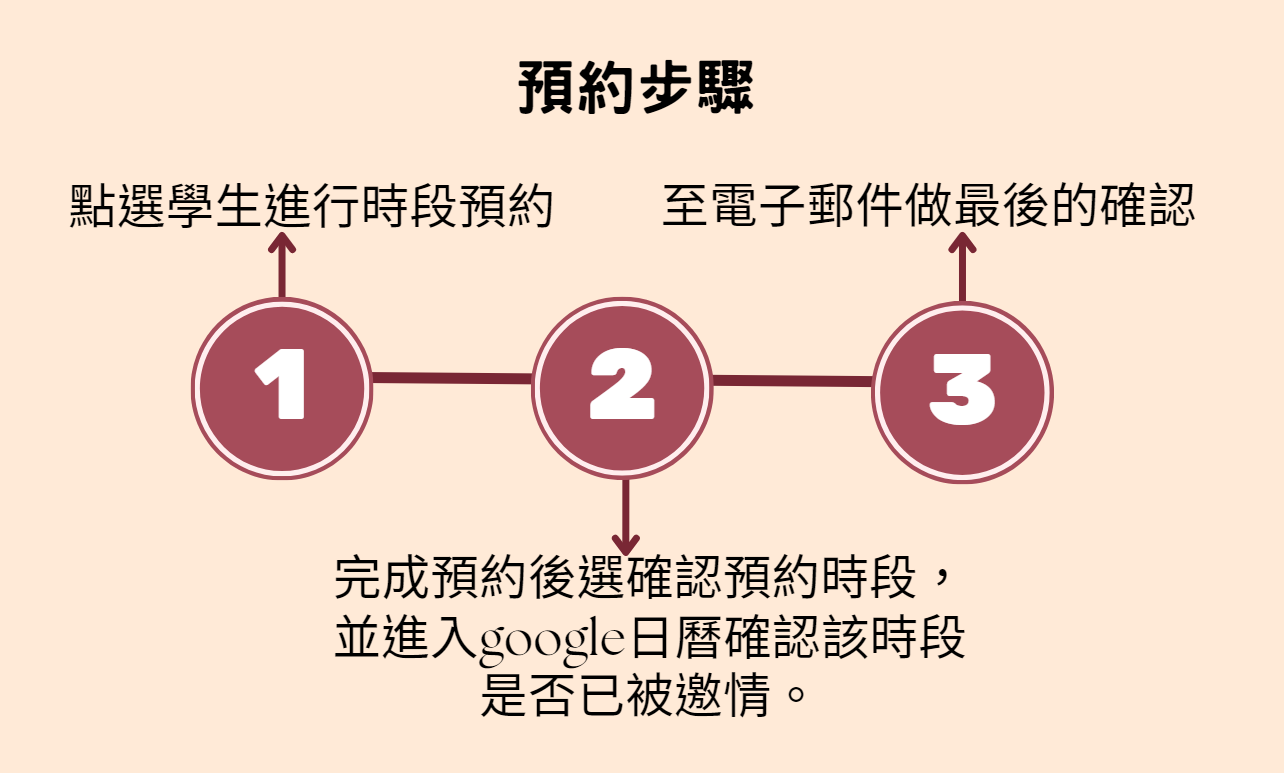 預約步驟
點選學生進行時段預約
至電子郵件做最後的確認
1
2
3
完成預約後選確認預約時段，
並進入google日曆確認該時段
是否已被邀情。